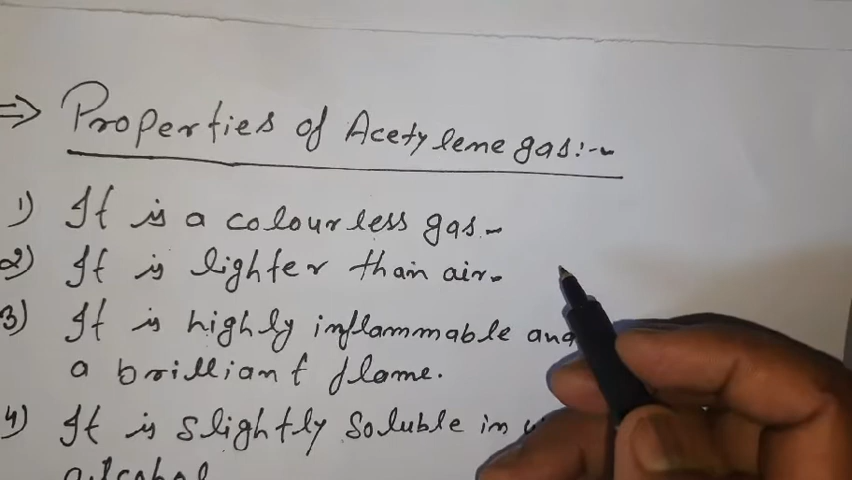 ⇒ Properties of Acetylene gas:-
1) It is a colourless gas.
2) It is lighter than air.
3) It is highly inflammable and
a brilliant flame.
4) It is slightly soluble in
alcohol